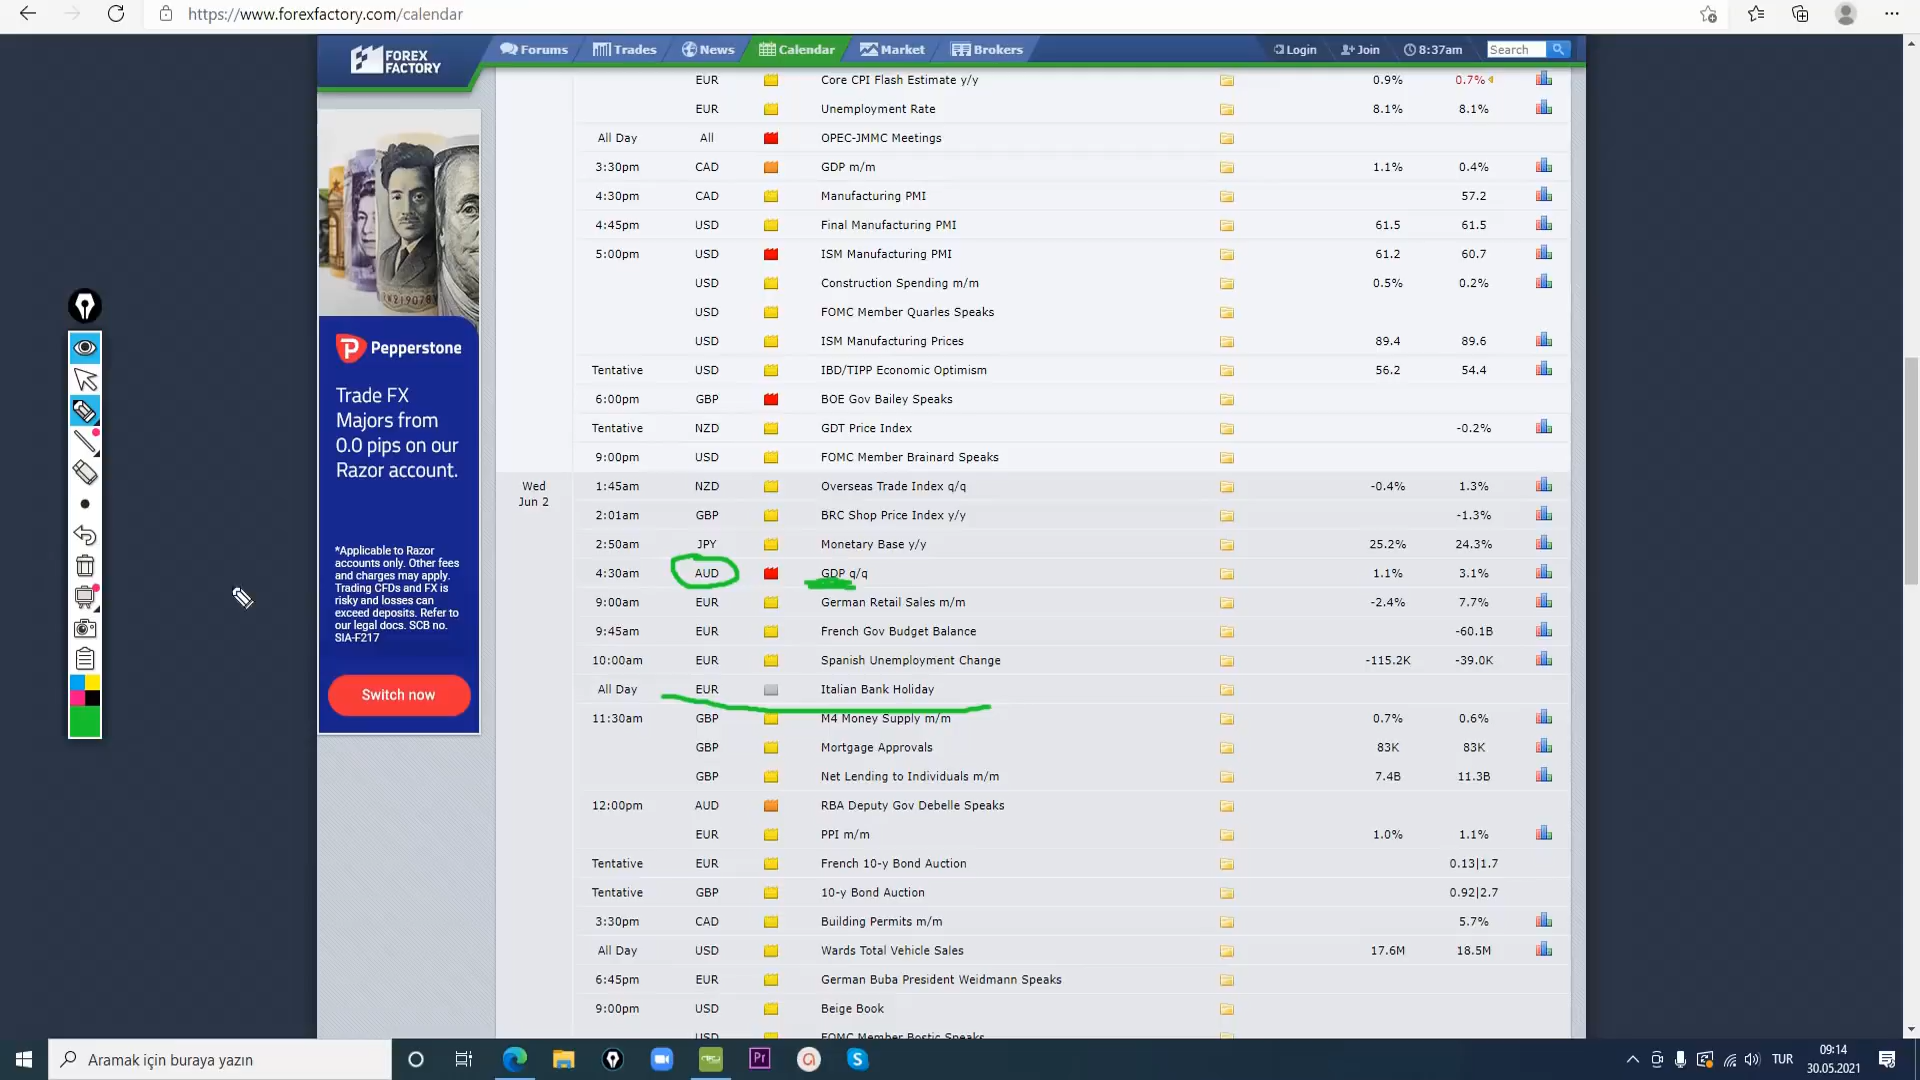 https://www.forexfactory.com/calendar
FOREX FACTORY Forums Trades News Calendar Market Brokers Login Join 8:37am Search
EUR Core CPI Flash Estimate y/y 0.9% 0.7%
EUR Unemployment Rate 8.1% 8.1%
All Day All OPEC-JMMC Meetings
3:30pm CAD GDP m/m 1.1% 0.4%
4:30pm CAD Manufacturing PMI 57.2
4:45pm USD Final Manufacturing PMI 61.5 61.5
5:00pm USD ISM Manufacturing PMI 61.2 60.7
USD Construction Spending m/m 0.5% 0.2%
USD FOMC Member Quarles Speaks
USD ISM Manufacturing Prices 89.4 89.6
Tentative USD IBD/TIPP Economic Optimism 56.2 54.4
6:00pm GBP BOE Gov Bailey Speaks
Tentative NZD GDT Price Index -0.2%
9:00pm USD FOMC Member Brainard Speaks
Wed Jun 2 1:45am NZD Overseas Trade Index q/q -0.4% 1.3%
2:01am GBP BRC Shop Price Index y/y -1.3%
2:50am JPY Monetary Base y/y 25.2% 24.3%
4:30am AUD GDP q/q 1.1% 3.1%
9:00am EUR German Retail Sales m/m -2.4% 7.7%
9:45am EUR French Gov Budget Balance -60.1B
10:00am EUR Spanish Unemployment Change -115.2K -39.0K
All Day EUR Italian Bank Holiday
11:30am GBP M4 Money Supply m/m 0.7% 0.6%
GBP Mortgage Approvals 83K 83K
GBP Net Lending to Individuals m/m 7.4B 11.3B
12:00pm AUD RBA Deputy Gov Debelle Speaks
EUR PPI m/m 1.0% 1.1%
Tentative EUR French 10-y Bond Auction 0.13|1.7
Tentative GBP 10-y Bond Auction 0.92|2.7
3:30pm CAD Building Permits m/m 5.7%
All Day USD Wards Total Vehicle Sales 17.6M 18.5M
6:45pm EUR German Buba President Weidmann Speaks
9:00pm USD Beige Book
USD FOMC Member Bostic Speaks
Pepperstone
Trade FX
Majors from
0.0 pips on our
Razor account.
*Applicable to Razor
accounts only. Other fees
and charges may apply.
Trading CFDs and FX is
risky and losses can
exceed deposits. Refer to
our legal docs. SCB no.
SIA-F217
Switch now
Aramak için buraya yazın
Pr
TUR
09:14
30.05.2021